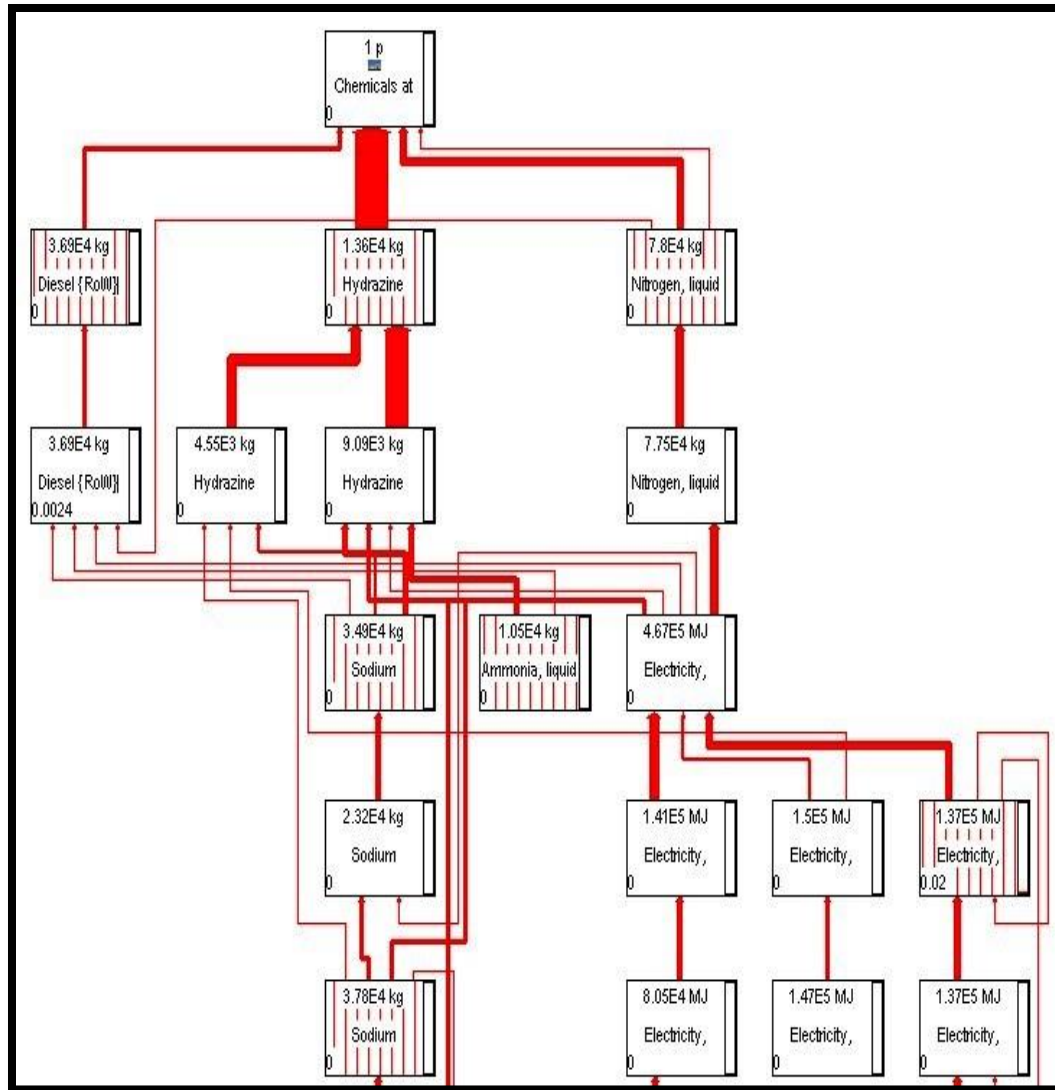 1 p
Chemicals at
0
3.69E4 kg
Diesel {RoW}|
0
1.36E4 kg
Hydrazine
0
7.8E4 kg
Nitrogen, liquid
0
3.69E4 kg
Diesel {RoW}|
0.0024
4.55E3 kg
Hydrazine
0
9.09E3 kg
Hydrazine
0
7.75E4 kg
Nitrogen, liquid
0
3.49E4 kg
Sodium
0
1.05E4 kg
Ammonia, liquid
0
4.67E5 MJ
Electricity,
0
2.32E4 kg
Sodium
0
1.41E5 MJ
Electricity,
0
1.5E5 MJ
Electricity,
0
1.37E5 MJ
Electricity,
0.02
3.78E4 kg
Sodium
0
8.05E4 MJ
Electricity,
0
1.47E5 MJ
Electricity,
0
1.37E5 MJ
Electricity,
0